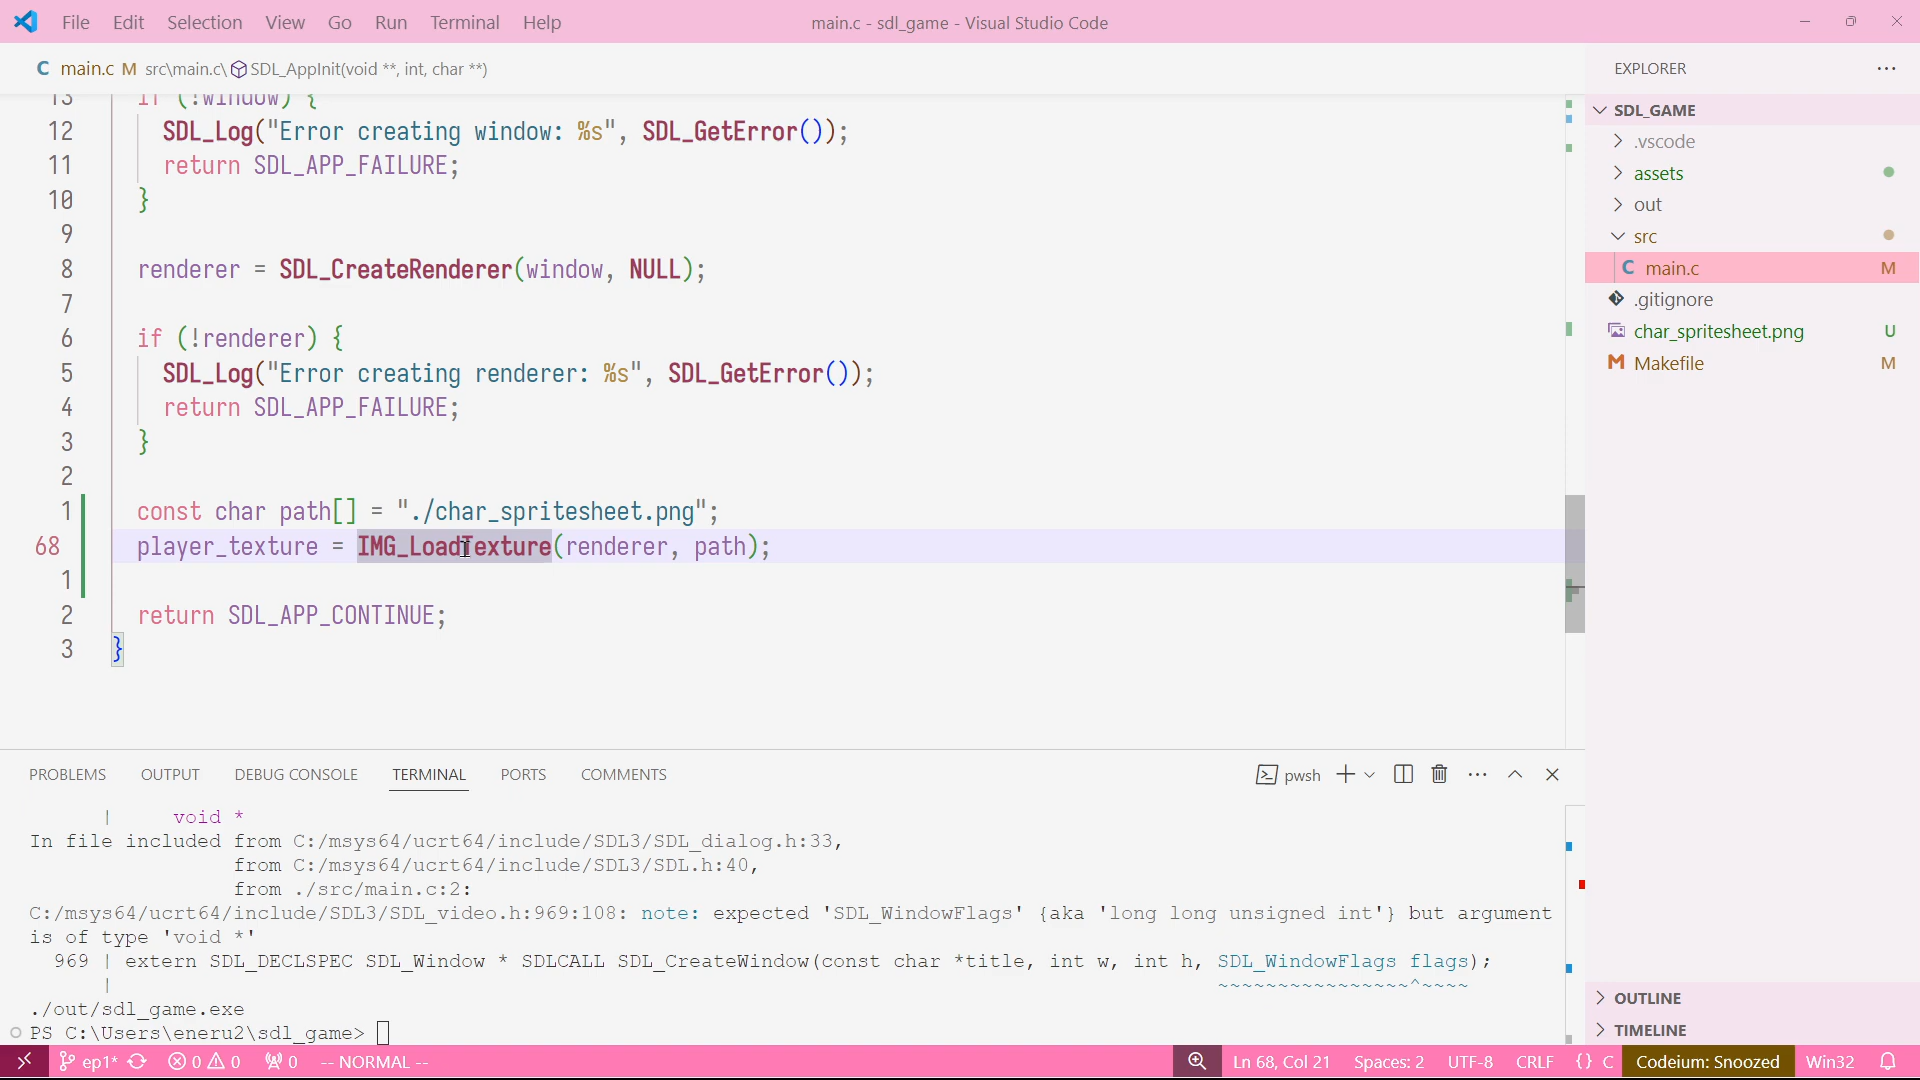 File Edit Selection View Go Run Terminal Help
main.c - sdl_game - Visual Studio Code
C main.c M src\main.c\ SDL_AppInit(void **, int, char **)
13 if (!window) {
12 SDL_Log("Error creating window: %s", SDL_GetError());
11 return SDL_APP_FAILURE;
10 }
9
8 renderer = SDL_CreateRenderer(window, NULL);
7
6 if (!renderer) {
5 SDL_Log("Error creating renderer: %s", SDL_GetError());
4 return SDL_APP_FAILURE;
3 }
2
1 const char path[] = "./char_spritesheet.png";
68 player_texture = IMG_LoadTexture(renderer, path);
1
2 return SDL_APP_CONTINUE;
3 }
EXPLORER
SDL_GAME
.vscode
assets
out
src
C main.c M
.gitignore
char_spritesheet.png U
M Makefile M
OUTLINE
TIMELINE
PROBLEMS OUTPUT DEBUG CONSOLE TERMINAL PORTS COMMENTS
pwsh
| void *
In file included from C:/msys64/ucrt64/include/SDL3/SDL_dialog.h:33,
from C:/msys64/ucrt64/include/SDL3/SDL.h:40,
from ./src/main.c:2:
C:/msys64/ucrt64/include/SDL3/SDL_video.h:969:108: note: expected 'SDL_WindowFlags' {aka 'long long unsigned int'} but argument
is of type 'void *'
969 | extern SDL_DECLSPEC SDL_Window * SDLCALL SDL_CreateWindow(const char *title, int w, int h, SDL_WindowFlags flags);
| ~~~~~~~~~~~~~~~~^~~~~
./out/sdl_game.exe
PS C:\Users\eneru2\sdl_game>
ep1* 0 0 0 -- NORMAL -- Ln 68, Col 21 Spaces: 2 UTF-8 CRLF {} C Codeium: Snoozed Win32